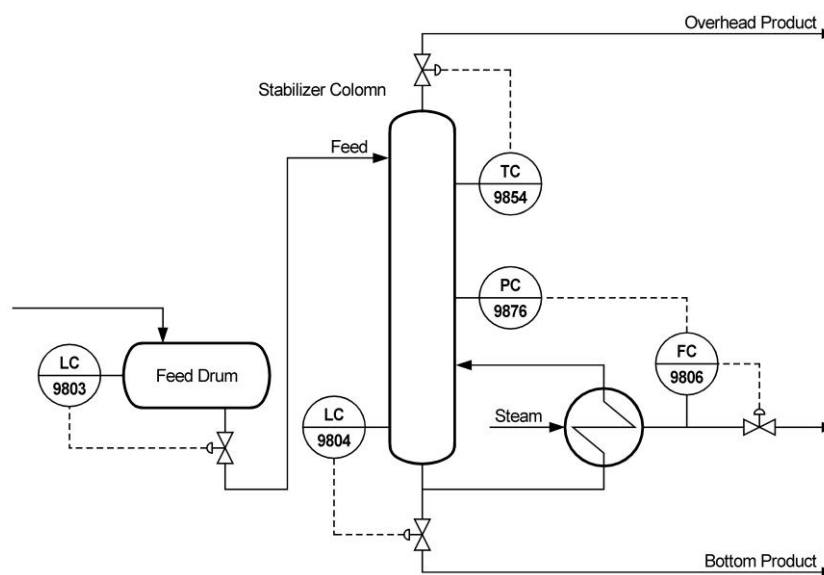 Overhead Product
Stabilizer Colomn
Feed
TC
9854
PC
9876
LC
9803
Feed Drum
FC
9806
LC
9804
Steam
Bottom Product